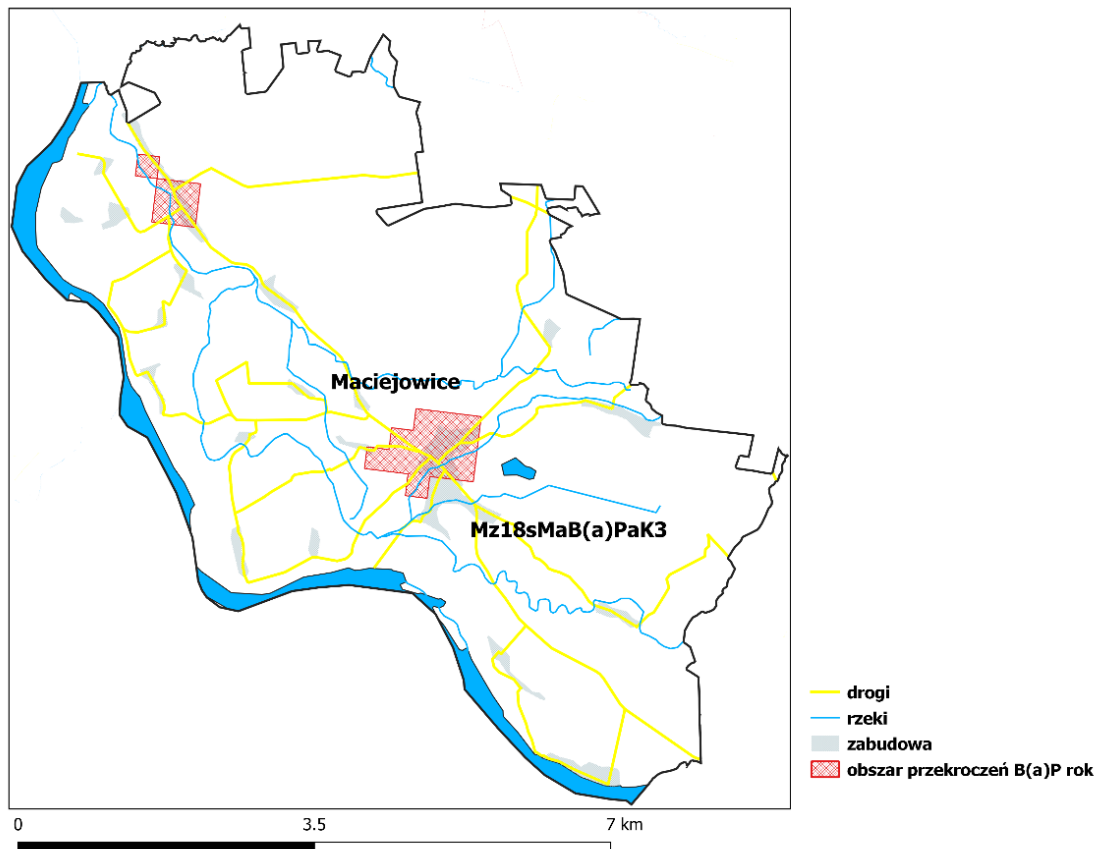 Maciejowice
Mz18sMaB(a)PaK3
drogi
rzeki
zabudowa
obszar przekroczeń B(a)P rok
0 3.5 7 km